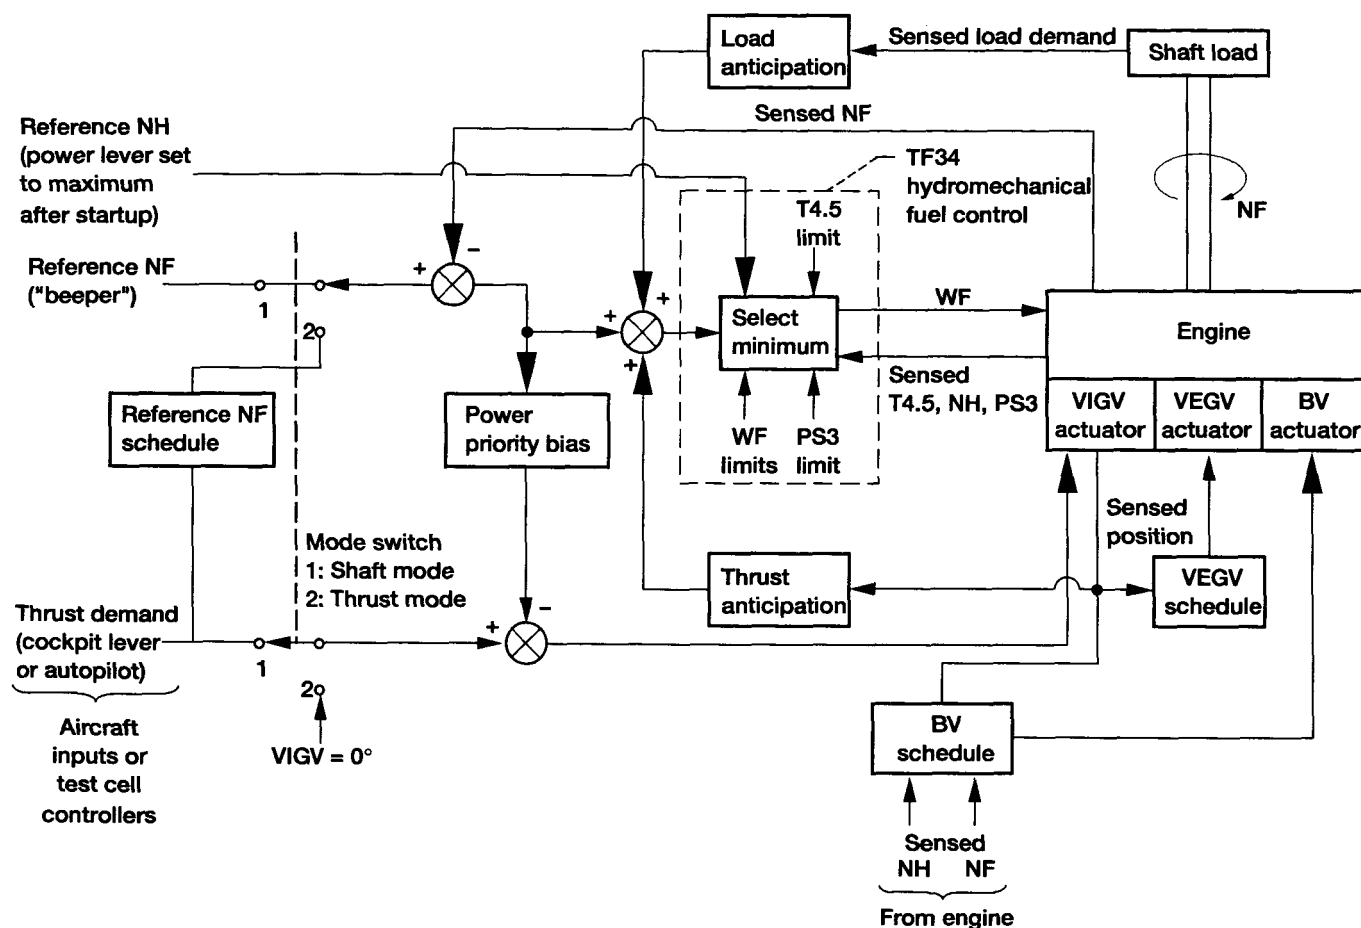 Load
anticipation
Sensed load demand
Shaft load
Sensed NF
Reference NH
(power lever set
to maximum
after startup)
TF34
hydromechanical
fuel control
T4.5
limit
NF
Reference NF
("beeper")
1
2
+
−
+
+
+
Select
minimum
WF
Engine
Sensed
T4.5, NH, PS3
VIGV
actuator
VEGV
actuator
BV
actuator
WF
limits
PS3
limit
Reference NF
schedule
Power
priority bias
Sensed
position
Mode switch
1: Shaft mode
2: Thrust mode
Thrust
anticipation
VEGV
schedule
Thrust demand
(cockpit lever
or autopilot)
1
2
+
−
VIGV = 0°
Aircraft
inputs or
test cell
controllers
BV
schedule
Sensed
NH NF
From engine